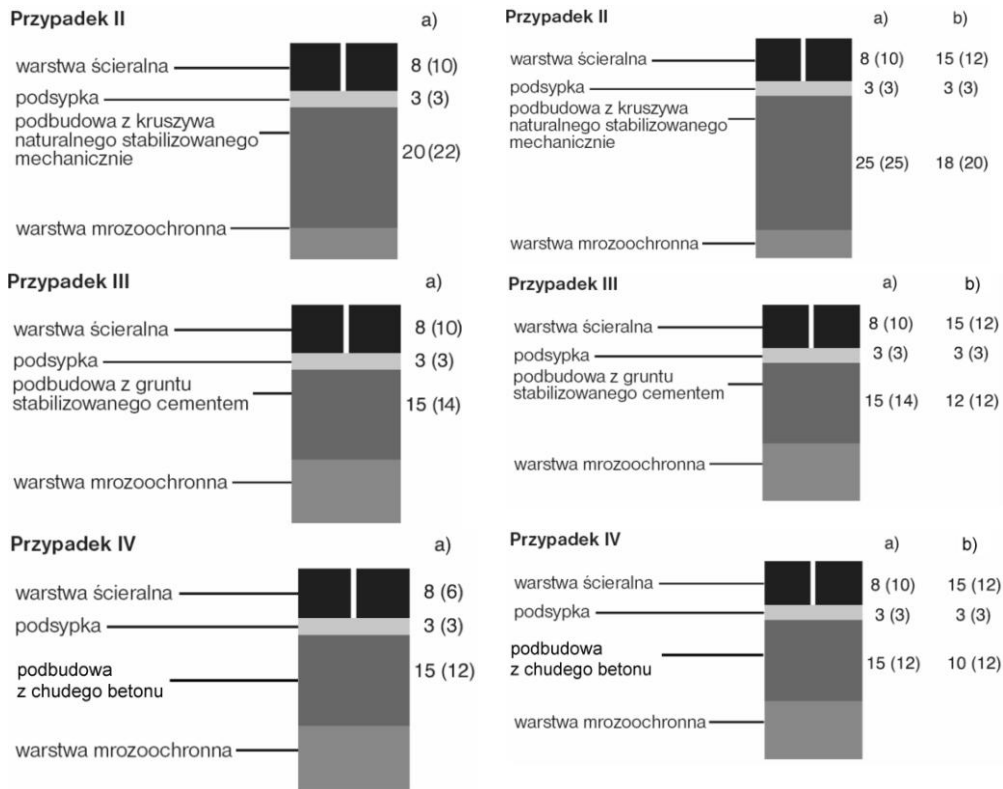 Przypadek II a)
warstwa ścieralna 8 (10)
podsypka 3 (3)
podbudowa z kruszywa
naturalnego stabilizowanego
mechanicznie 20 (22)
warstwa mrozoochronna
Przypadek II a) b)
warstwa ścieralna 8 (10) 15 (12)
podsypka 3 (3) 3 (3)
podbudowa z kruszywa
naturalnego stabilizowanego
mechanicznie
25 (25) 18 (20)
warstwa mrozoochronna
Przypadek III a)
warstwa ścieralna 8 (10)
podsypka 3 (3)
podbudowa z gruntu
stabilizowanego cementem 15 (14)
warstwa mrozoochronna
Przypadek III a) b)
warstwa ścieralna 8 (10) 15 (12)
podsypka 3 (3) 3 (3)
podbudowa z gruntu
stabilizowanego cementem 15 (14) 12 (12)
warstwa mrozoochronna
Przypadek IV a)
warstwa ścieralna 8 (6)
podsypka 3 (3)
podbudowa 15 (12)
z chudego betonu
warstwa mrozoochronna
Przypadek IV a) b)
warstwa ścieralna 8 (10) 15 (12)
podsypka 3 (3) 3 (3)
podbudowa
z chudego betonu 15 (12) 10 (12)
warstwa mrozoochronna